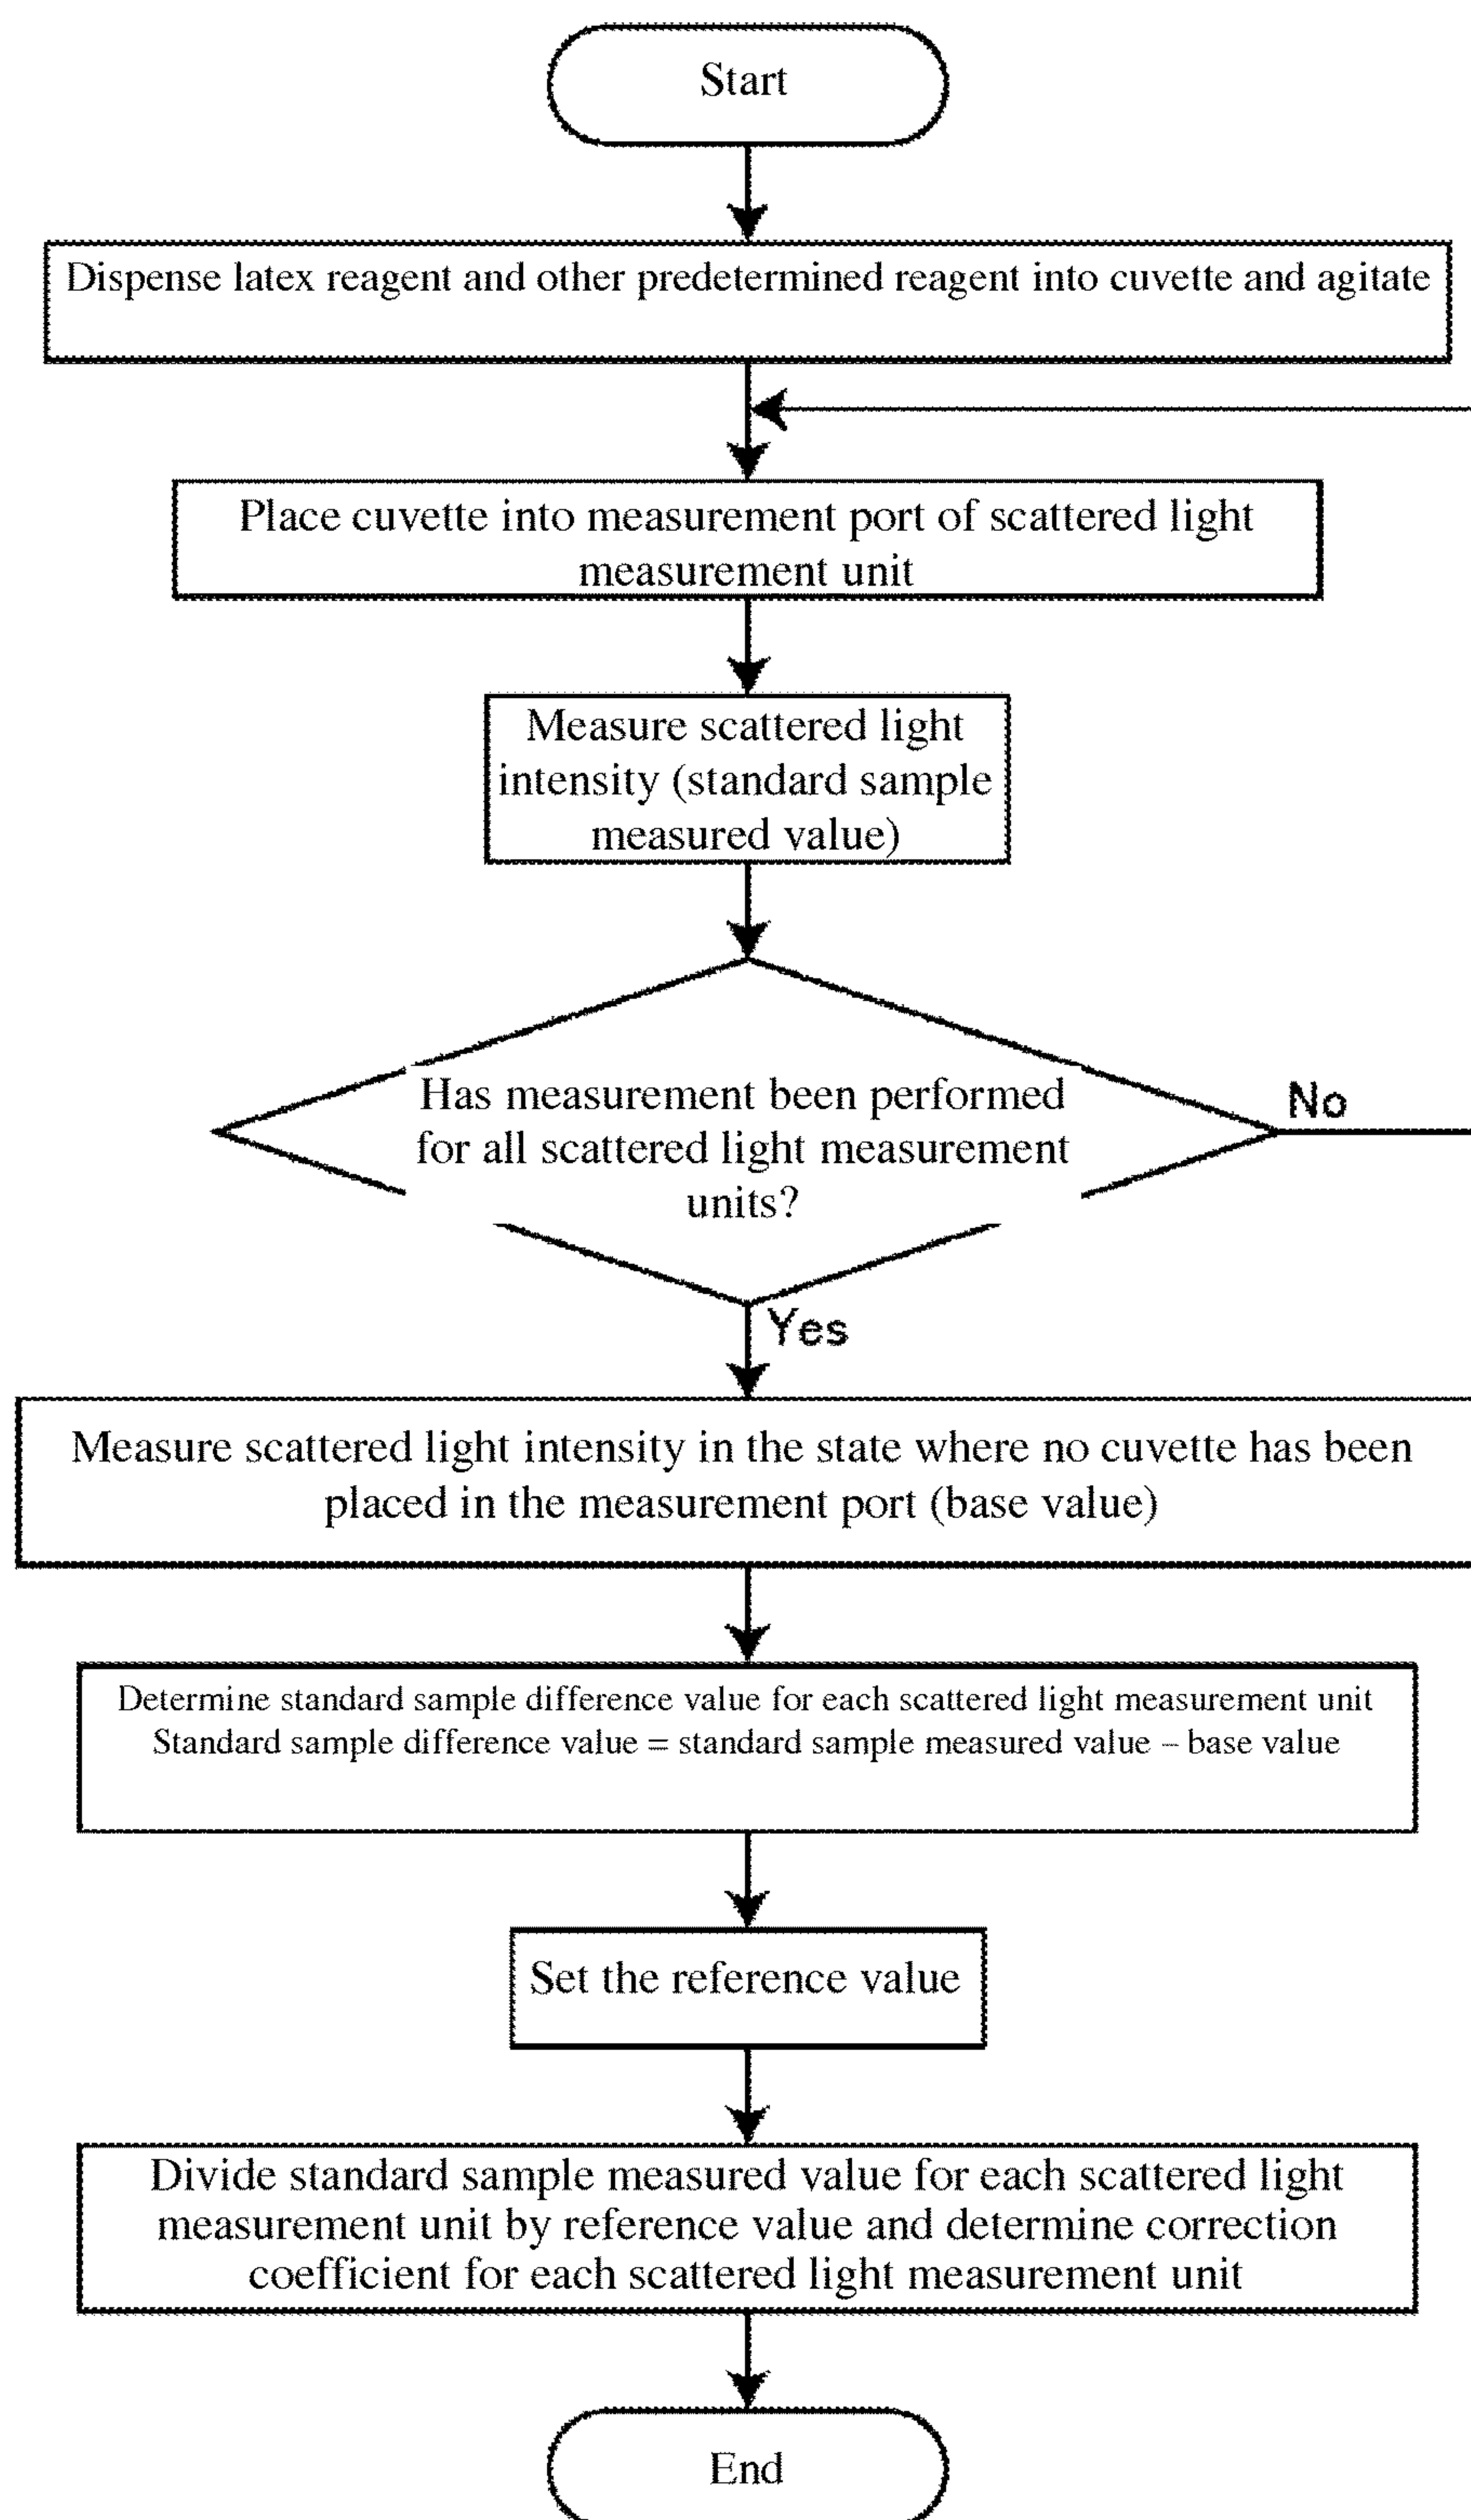 Start
Dispense latex reagent and other predetermined reagent into cuvette and agitate
Place cuvette into measurement port of scattered light
measurement unit
Measure scattered light
intensity (standard sample
measured value)
Has measurement been performed
for all scattered light measurement
units?
No
Yes
Measure scattered light intensity in the state where no cuvette has been
placed in the measurement port (base value)
Determine standard sample difference value for each scattered light measurement unit
Standard sample difference value = standard sample measured value – base value
Set the reference value
Divide standard sample measured value for each scattered light
measurement unit by reference value and determine correction
coefficient for each scattered light measurement unit
End